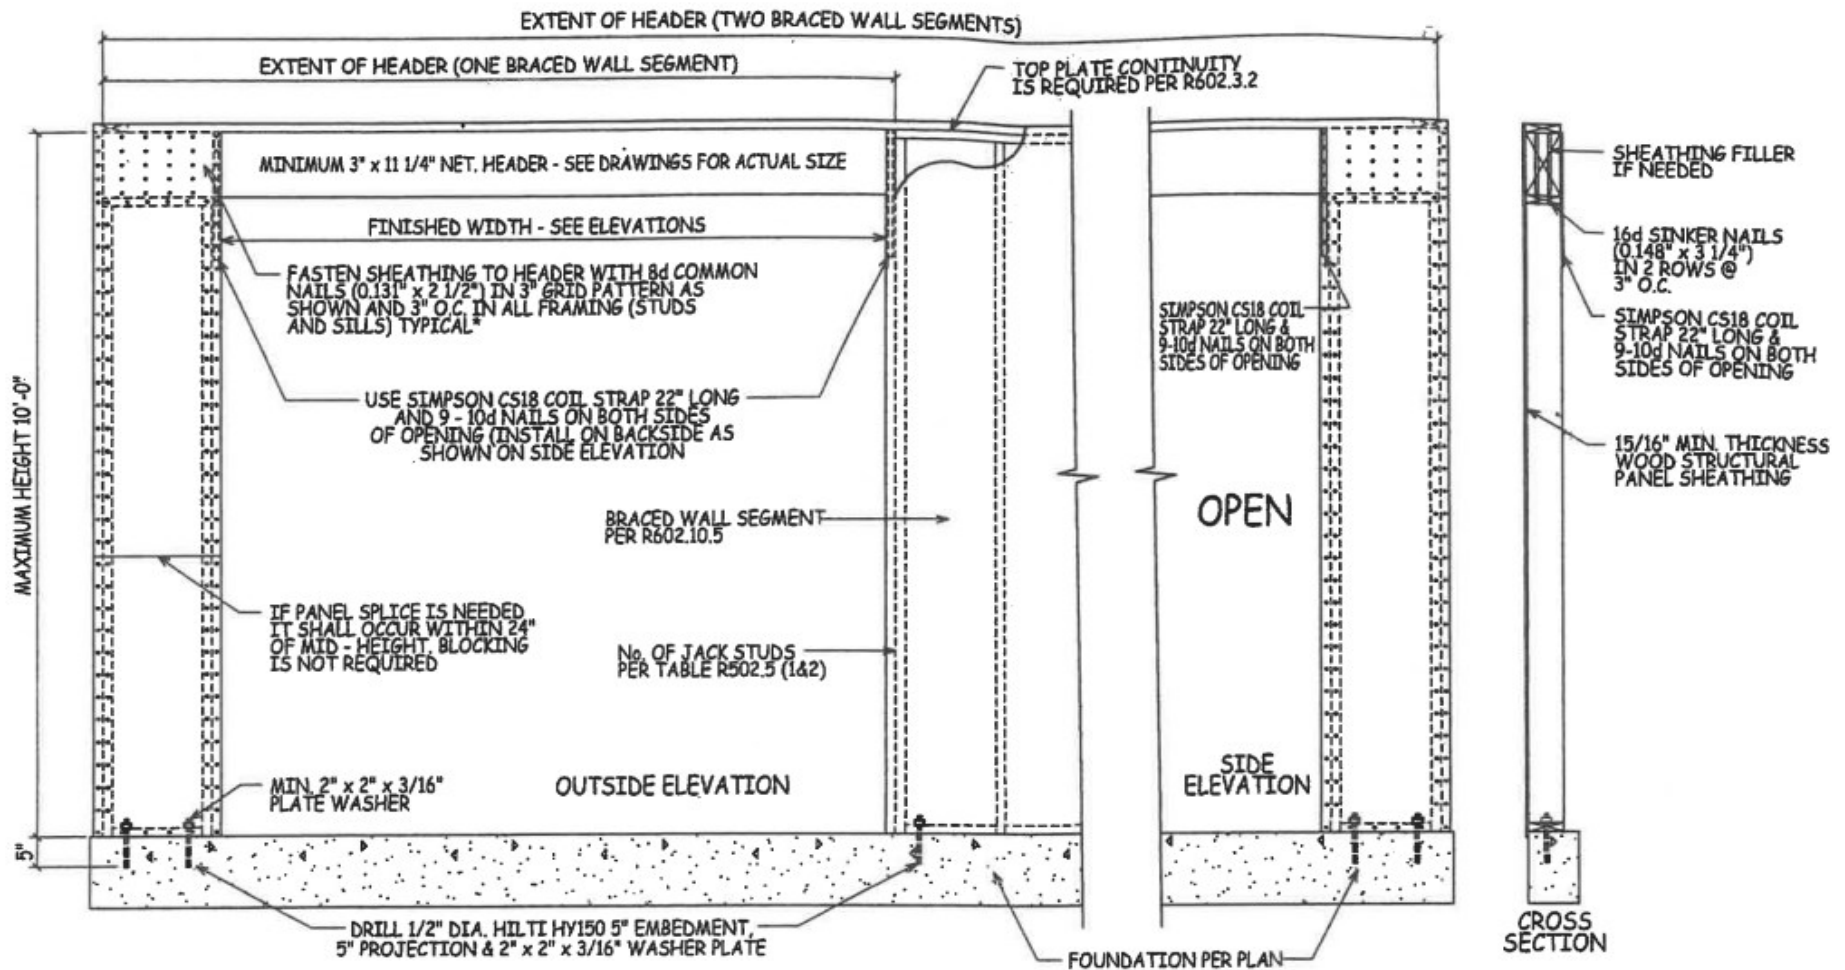 EXTENT OF HEADER (TWO BRACED WALL SEGMENTS)
EXTENT OF HEADER (ONE BRACED WALL SEGMENT)
TOP PLATE CONTINUITY
IS REQUIRED PER R602.3.2
MINIMUM 3" x 11 1/4" NET. HEADER - SEE DRAWINGS FOR ACTUAL SIZE
FINISHED WIDTH - SEE ELEVATIONS
FASTEN SHEATHING TO HEADER WITH 8d COMMON
NAILS (0.131" x 2 1/2") IN 3" GRID PATTERN AS
SHOWN AND 3" O.C. IN ALL FRAMING (STUDS
AND SILLS) TYPICAL*
USE SIMPSON CS18 COIL STRAP 22" LONG
AND 9 - 10d NAILS ON BOTH SIDES
OF OPENING (INSTALL ON BACKSIDE AS
SHOWN ON SIDE ELEVATION
MAXIMUM HEIGHT 10'-0"
BRACED WALL SEGMENT
PER R602.10.5
IF PANEL SPLICE IS NEEDED
IT SHALL OCCUR WITHIN 24"
OF MID - HEIGHT. BLOCKING
IS NOT REQUIRED
No. OF JACK STUDS
PER TABLE R502.5 (1&2)
MIN. 2" x 2" x 3/16"
PLATE WASHER
OUTSIDE ELEVATION
5"
DRILL 1/2" DIA. HILTI HY150 5" EMBEDMENT,
5" PROJECTION & 2" x 2" x 3/16" WASHER PLATE
SIMPSON CS18 COIL
STRAP 22" LONG &
9-10d NAILS ON BOTH
SIDES OF OPENING
OPEN
SIDE
ELEVATION
FOUNDATION PER PLAN
SHEATHING FILLER
IF NEEDED
16d SINKER NAILS
(0.148" x 3 1/4")
IN 2 ROWS @
3" O.C.
SIMPSON CS18 COIL
STRAP 22" LONG &
9-10d NAILS ON BOTH
SIDES OF OPENING
15/16" MIN. THICKNESS
WOOD STRUCTURAL
PANEL SHEATHING
CROSS
SECTION